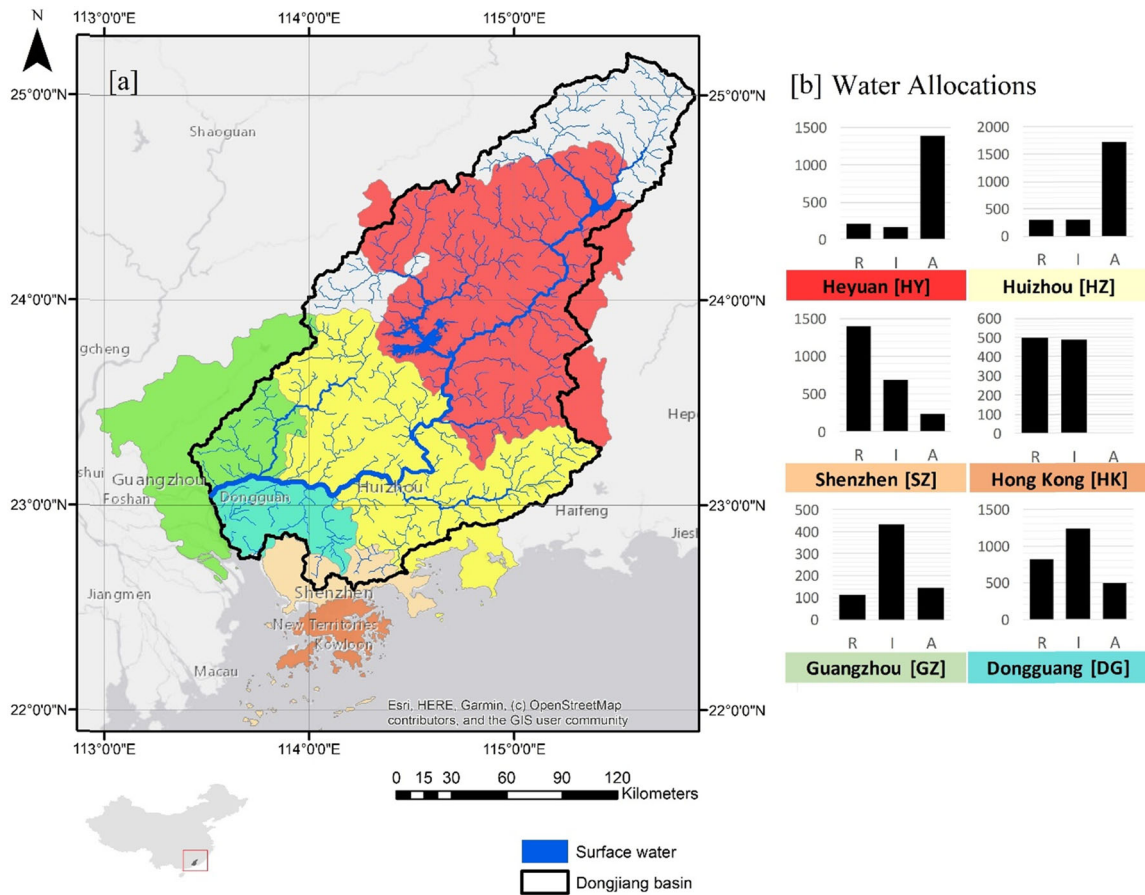 N
113°0'0"E 114°0'0"E 115°0'0"E
[a]
25°0'0"N 25°0'0"N
Shaoguan
24°0'0"N 24°0'0"N
gcheng
Hepe
shui Guangzhou
Foshan Dongguan Huizhou
23°0'0"N 23°0'0"N
Haifeng
Jiesh
Jiangmen
Shenzhen
New Territories
Kowloon
Macau
Esri, HERE, Garmin, (c) OpenStreetMap
contributors, and the GIS user community
22°0'0"N 22°0'0"N
113°0'0"E 114°0'0"E 115°0'0"E
0 15 30 60 90 120
Kilometers
Surface water
Dongjiang basin
[b] Water Allocations
1500
1000
500
0
R I A
Heyuan [HY]
2000
1500
1000
500
0
R I A
Huizhou [HZ]
1500
1000
500
0
R I A
Shenzhen [SZ]
600
500
400
300
200
100
0
R I A
Hong Kong [HK]
500
400
300
200
100
0
R I A
Guangzhou [GZ]
1500
1000
500
0
R I A
Dongguang [DG]